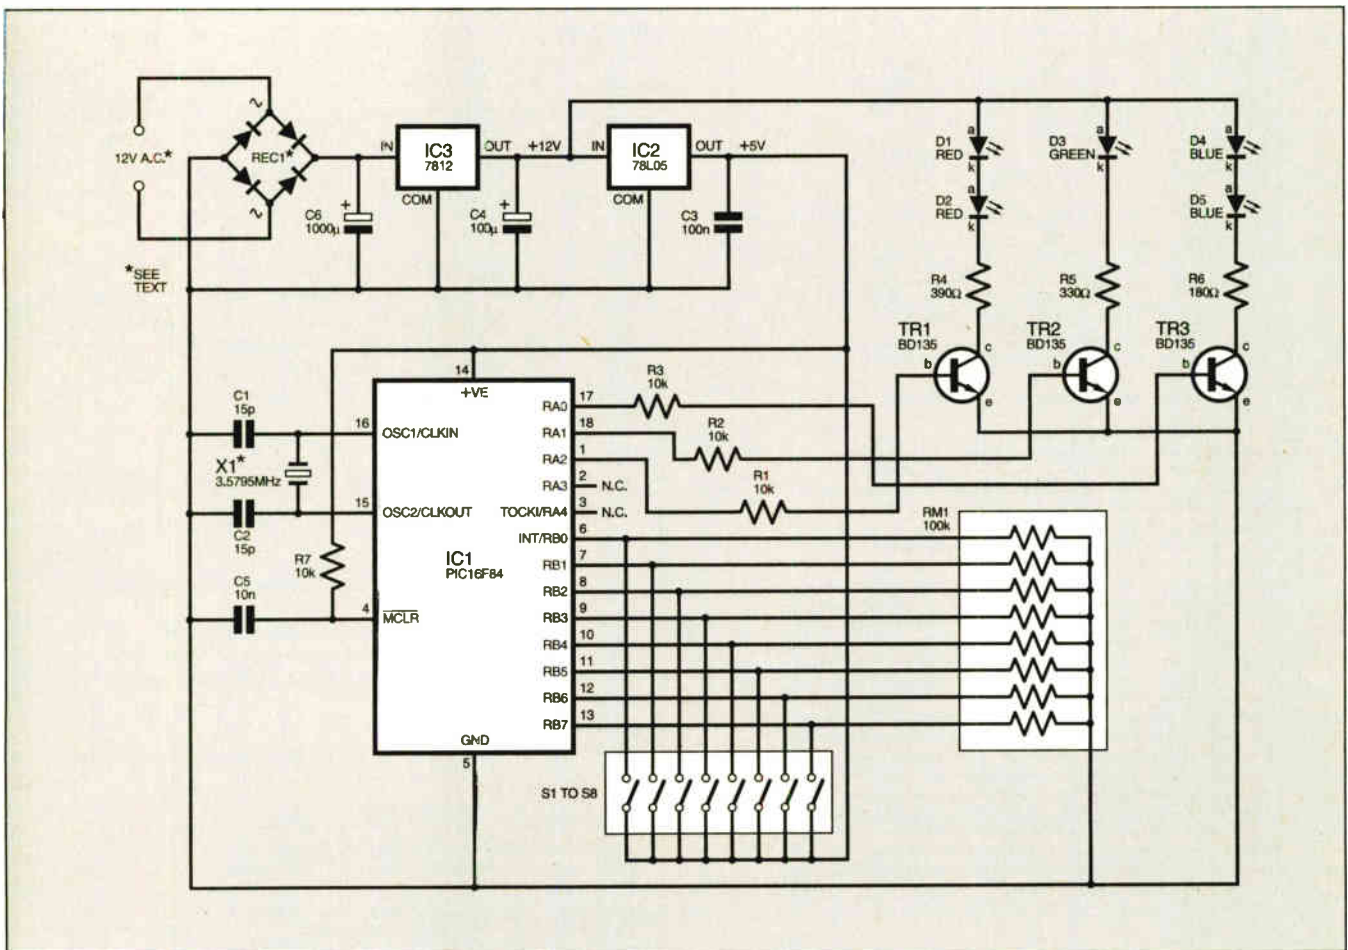 12V A.C.*
REC1*
~
~
IN
IC3
7812
OUT
COM
+12V
IN
IC2
78L05
OUT
COM
+5V
+
C6
1000µ
+
C4
100µ
C3
100n
*SEE
TEXT
a
D1
RED
k
a
D2
RED
k
a
D3
GREEN
k
a
D4
BLUE
k
a
D5
BLUE
k
R4
390Ω
R5
330Ω
R6
180Ω
TR1
BD135
b
c
e
TR2
BD135
b
c
e
TR3
BD135
b
c
e
C1
15p
X1*
3.5795MHz
C2
15p
R7
10k
C5
10n
14
+VE
16
OSC1/CLKIN
15
OSC2/CLKOUT
4
MCLR
IC1
PIC16F84
GND
5
RA0
17
RA1
18
RA2
1
RA3
2
N.C.
TOCKI/RA4
3
N.C.
INT/RB0
6
RB1
7
RB2
8
RB3
9
RB4
10
RB5
11
RB6
12
RB7
13
R3
10k
R2
10k
R1
10k
RM1
100k
S1 TO S8